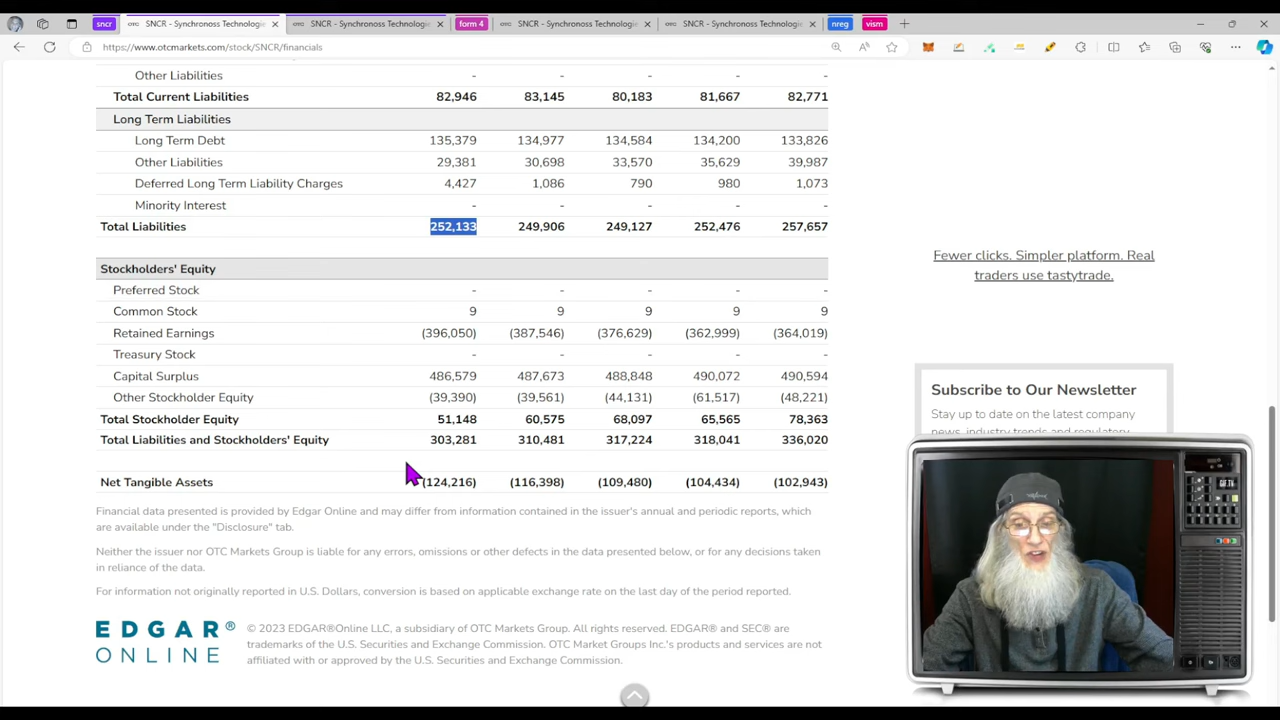 sncr SNCR - Synchronoss Technologie SNCR - Synchronoss Technologie form 4 SNCR - Synchronoss Technologie SNCR - Synchronoss Technologie nreg vism
https://www.otcmarkets.com/stock/SNCR/financials
Other Liabilities - - - - -
Total Current Liabilities 82,946 83,145 80,183 81,667 82,771
Long Term Liabilities
Long Term Debt 135,379 134,977 134,584 134,200 133,826
Other Liabilities 29,381 30,698 33,570 35,629 39,987
Deferred Long Term Liability Charges 4,427 1,086 790 980 1,073
Minority Interest - - - - -
Total Liabilities 252,133 249,906 249,127 252,476 257,657
Stockholders' Equity
Preferred Stock - - - - -
Common Stock 9 9 9 9 9
Retained Earnings (396,050) (387,546) (376,629) (362,999) (364,019)
Treasury Stock - - - - -
Capital Surplus 486,579 487,673 488,848 490,072 490,594
Other Stockholder Equity (39,390) (39,561) (44,131) (61,517) (48,221)
Total Stockholder Equity 51,148 60,575 68,097 65,565 78,363
Total Liabilities and Stockholders' Equity 303,281 310,481 317,224 318,041 336,020
Net Tangible Assets (124,216) (116,398) (109,480) (104,434) (102,943)
Financial data presented is provided by Edgar Online and may differ from information contained in the issuer's annual and periodic reports, which
are available under the "Disclosure" tab.
Neither the issuer nor OTC Markets Group is liable for any errors, omissions or other defects in the data presented below, or for any decisions taken
in reliance of the data.
For information not originally reported in U.S. Dollars, conversion is based on applicable exchange rate on the last day of the period reported.
EDGAR®
ONLINE
© 2023 EDGAR®Online LLC, a subsidiary of OTC Markets Group. All rights reserved. EDGAR® and SEC® are
trademarks of the U.S. Securities and Exchange Commission. OTC Markets Group Inc.'s products and services are not
affiliated with or approved by the U.S. Securities and Exchange Commission.
Fewer clicks. Simpler platform. Real
traders use tastytrade.
Subscribe to Our Newsletter
Stay up to date on the latest company
news, industry trends and regulatory